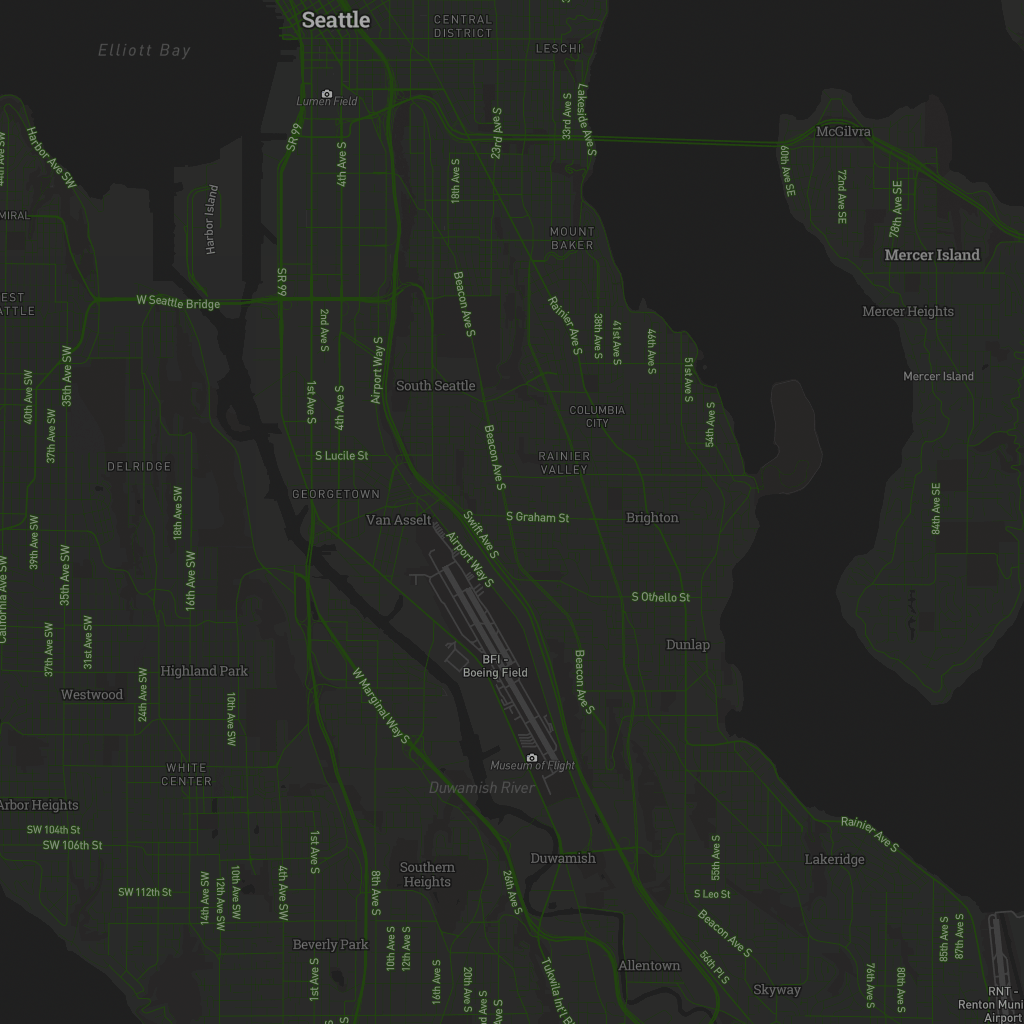 Seattle
CENTRAL
DISTRICT
Elliott Bay
LESCHI
Lumen Field
SR 99
4th Ave S
23rd Ave S
33rd Ave S
Lakeside Ave S
McGilvra
Harbor Ave SW
18th Ave S
60th Ave SE
72nd Ave SE
78th Ave SE
Harbor Island
MOUNT
BAKER
Mercer Island
SR 99
W Seattle Bridge
Beacon Ave S
Rainier Ave S
Mercer Heights
2nd Ave S
38th Ave S
41st Ave S
46th Ave S
51st Ave S
Airport Way S
35th Ave SW
40th Ave SW
37th Ave SW
1st Ave S
4th Ave S
South Seattle
Mercer Island
COLUMBIA
CITY
54th Ave S
S Lucile St
Beacon Ave S
RAINIER
VALLEY
DELRIDGE
GEORGETOWN
18th Ave SW
Van Asselt
Swift Ave S
S Graham St
Brighton
84th Ave SE
39th Ave SW
35th Ave SW
16th Ave SW
Airport Way S
California Ave SW
S Othello St
37th Ave SW
31st Ave SW
Dunlap
Highland Park
BFI -
Boeing Field
Beacon Ave S
Westwood
24th Ave SW
10th Ave SW
W Marginal Way S
WHITE
CENTER
Museum of Flight
Duwamish River
Arbor Heights
SW 104th St
SW 106th St
1st Ave S
Rainier Ave S
Duwamish
55th Ave S
Lakeridge
Southern
Heights
SW 112th St
14th Ave SW
12th Ave SW
10th Ave SW
4th Ave SW
8th Ave S
26th Ave S
S Leo St
Beacon Ave S
Beverly Park
10th Ave S
12th Ave S
85th Ave S
87th Ave S
1st Ave S
16th Ave S
20th Ave S
Tukwila Int'l B
Allentown
56th Pl S
Skyway
76th Ave S
80th Ave S
RNT -
Renton Muni
Airport